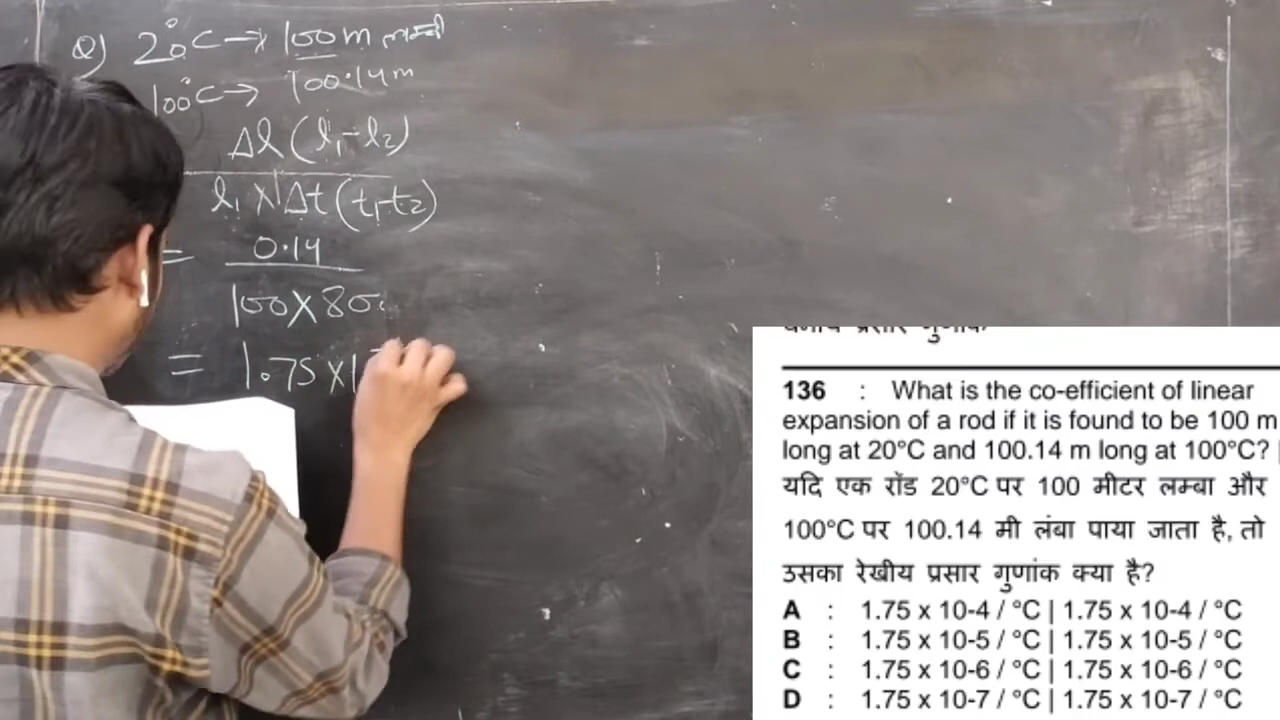 Q) 20°C → 100m लम्बी
100°C → 100.14m
Δl (l₁-l₂)
l₁ × Δt (t₁-t₂)
= 0.14
100 × 80
= 1.75 × 1
136 : What is the co-efficient of linear
expansion of a rod if it is found to be 100 m
long at 20°C and 100.14 m long at 100°C? |
यदि एक रॉड 20°C पर 100 मीटर लम्बा और
100°C पर 100.14 मी लंबा पाया जाता है, तो
उसका रेखीय प्रसार गुणांक क्या है?
A : 1.75 x 10-4 / °C | 1.75 x 10-4 / °C
B : 1.75 x 10-5 / °C | 1.75 x 10-5 / °C
C : 1.75 x 10-6 / °C | 1.75 x 10-6 / °C
D : 1.75 x 10-7 / °C | 1.75 x 10-7 / °C